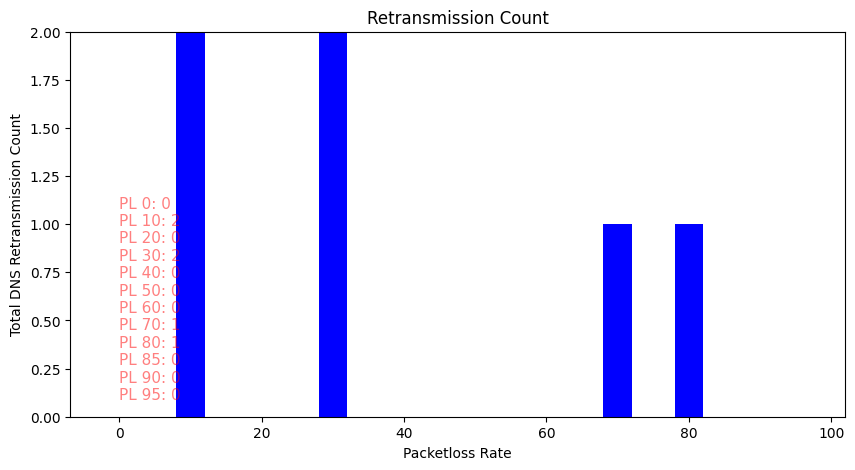 Retransmission Count
Total DNS Retransmission Count
2.00
1.75
1.50
1.25
1.00
0.75
0.50
0.25
0.00
PL 0: 0
PL 10: 2
PL 20: 0
PL 30: 2
PL 40: 0
PL 50: 0
PL 60: 0
PL 70: 1
PL 80: 1
PL 85: 0
PL 90: 0
PL 95: 0
0 20 40 60 80 100
Packetloss Rate